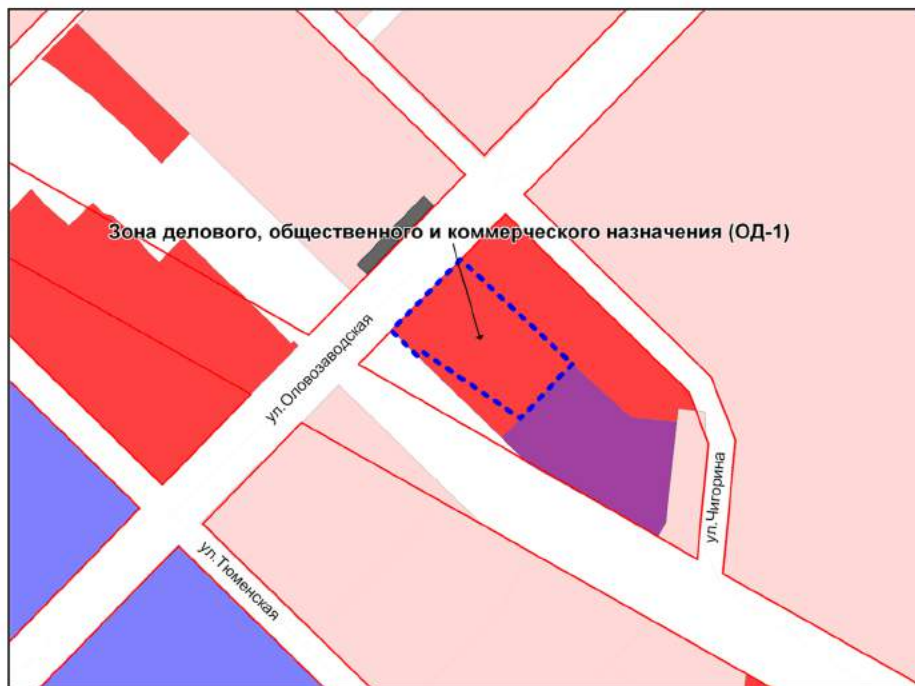 Зона делового, общественного и коммерческого назначения (ОД-1)
ул.Оловозаводская
ул.Чигорина
ул.Тюменская